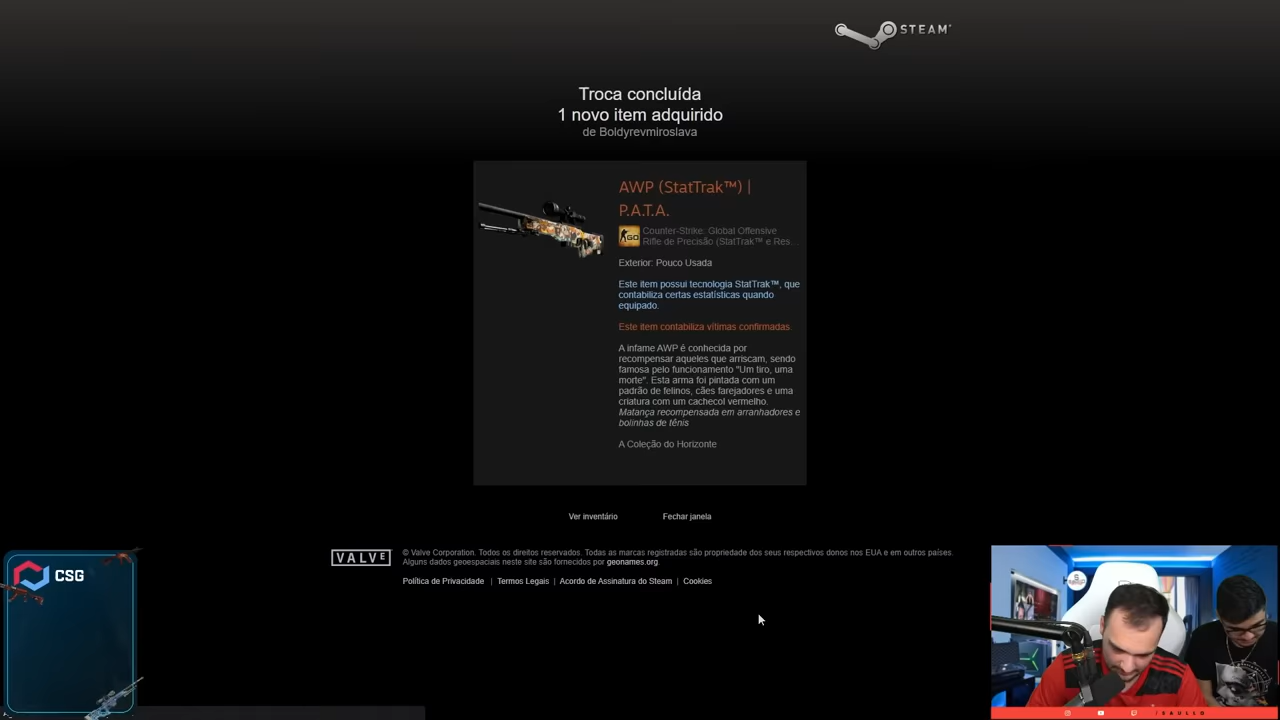 STEAM
Troca concluída
1 novo item adquirido
de Boldyrevmiroslava
AWP (StatTrak™) |
P.A.T.A.
GO
Counter-Strike: Global Offensive
Rifle de Precisão (StatTrak™ e Res...
Exterior: Pouco Usada
Este item possui tecnologia StatTrak™, que
contabiliza certas estatísticas quando
equipado.
Este item contabiliza vítimas confirmadas.
A infame AWP é conhecida por
recompensar aqueles que arriscam, sendo
famosa pelo funcionamento "Um tiro, uma
morte". Esta arma foi pintada com um
padrão de felinos, cães farejadores e uma
criatura com um cachecol vermelho.
Matança recompensada em arranhadores e
bolinhas de tênis
A Coleção do Horizonte
Ver inventário
Fechar janela
VALVE
© Valve Corporation. Todos os direitos reservados. Todas as marcas registradas são propriedade dos seus respectivos donos nos EUA e em outros países.
Alguns dados geoespaciais neste site são fornecidos por geonames.org.
Política de Privacidade | Termos Legais | Acordo de Assinatura do Steam | Cookies
CSG
SAULLO